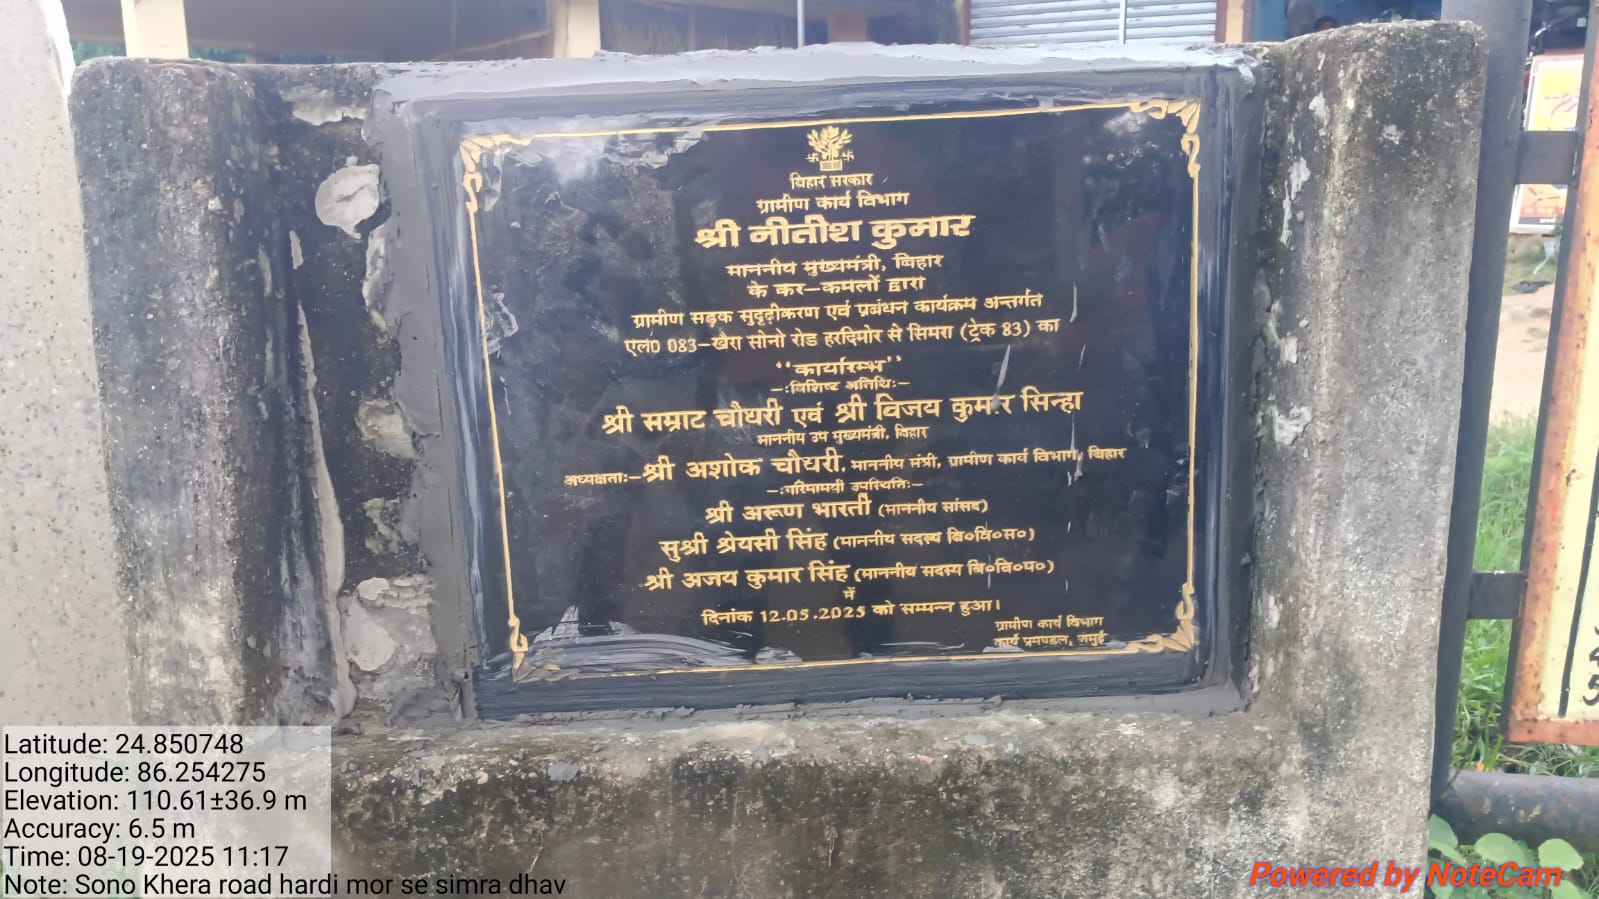 बिहार सरकार
ग्रामीण कार्य विभाग
श्री नीतीश कुमार
माननीय मुख्यमंत्री, बिहार
के कर-कमलों द्वारा
ग्रामीण सड़क सुदृढ़ीकरण एवं प्रबंधन कार्यक्रम अन्तर्गत
एल0 083-खैरा सोनो रोड हरदिमोर से सिमरा (ट्रेक 83) का
"कार्यारम्भ"
-:विशिष्ट अतिथि:-
श्री सम्राट चौधरी एवं श्री विजय कुमार सिन्हा
माननीय उप मुख्यमंत्री, बिहार
अध्यक्षता:-श्री अशोक चौधरी, माननीय मंत्री, ग्रामीण कार्य विभाग, बिहार
-:गरिमामयी उपस्थिति:-
श्री अरूण भारती (माननीय सांसद)
सुश्री श्रेयसी सिंह (माननीय सदस्य बि०वि०स०)
श्री अजय कुमार सिंह (माननीय सदस्य बि०वि०प०)
में
दिनांक 12.05.2025 को सम्पन्न हुआ।
ग्रामीण कार्य विभाग
कार्य प्रमण्डल, जमुई
Latitude: 24.850748
Longitude: 86.254275
Elevation: 110.61±36.9 m
Accuracy: 6.5 m
Time: 08-19-2025 11:17
Note: Sono Khera road hardi mor se simra dhav
Powered by NoteCam